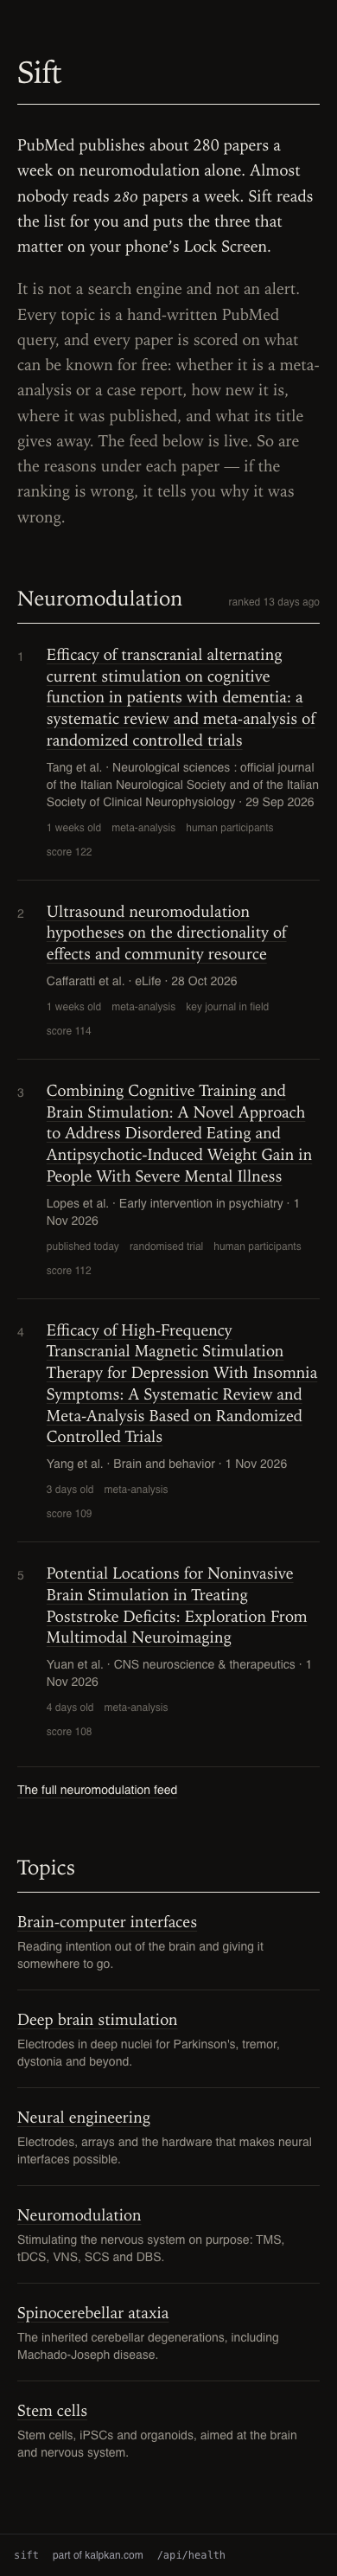 Sift
PubMed publishes about 280 papers a
week on neuromodulation alone. Almost
nobody reads 280 papers a week. Sift reads
the list for you and puts the three that
matter on your phone’s Lock Screen.
It is not a search engine and not an alert.
Every topic is a hand-written PubMed
query, and every paper is scored on what
can be known for free: whether it is a meta-
analysis or a case report, how new it is,
where it was published, and what its title
gives away. The feed below is live. So are
the reasons under each paper — if the
ranking is wrong, it tells you why it was
wrong.
Neuromodulation ranked 13 days ago
1 Efficacy of transcranial alternating
current stimulation on cognitive
function in patients with dementia: a
systematic review and meta-analysis of
randomized controlled trials
Tang et al. · Neurological sciences : official journal
of the Italian Neurological Society and of the Italian
Society of Clinical Neurophysiology · 29 Sep 2026
1 weeks old meta-analysis human participants
score 122
2 Ultrasound neuromodulation
hypotheses on the directionality of
effects and community resource
Caffaratti et al. · eLife · 28 Oct 2026
1 weeks old meta-analysis key journal in field
score 114
3 Combining Cognitive Training and
Brain Stimulation: A Novel Approach
to Address Disordered Eating and
Antipsychotic-Induced Weight Gain in
People With Severe Mental Illness
Lopes et al. · Early intervention in psychiatry · 1
Nov 2026
published today randomised trial human participants
score 112
4 Efficacy of High-Frequency
Transcranial Magnetic Stimulation
Therapy for Depression With Insomnia
Symptoms: A Systematic Review and
Meta-Analysis Based on Randomized
Controlled Trials
Yang et al. · Brain and behavior · 1 Nov 2026
3 days old meta-analysis
score 109
5 Potential Locations for Noninvasive
Brain Stimulation in Treating
Poststroke Deficits: Exploration From
Multimodal Neuroimaging
Yuan et al. · CNS neuroscience & therapeutics · 1
Nov 2026
4 days old meta-analysis
score 108
The full neuromodulation feed
Topics
Brain-computer interfaces
Reading intention out of the brain and giving it
somewhere to go.
Deep brain stimulation
Electrodes in deep nuclei for Parkinson's, tremor,
dystonia and beyond.
Neural engineering
Electrodes, arrays and the hardware that makes neural
interfaces possible.
Neuromodulation
Stimulating the nervous system on purpose: TMS,
tDCS, VNS, SCS and DBS.
Spinocerebellar ataxia
The inherited cerebellar degenerations, including
Machado-Joseph disease.
Stem cells
Stem cells, iPSCs and organoids, aimed at the brain
and nervous system.
sift part of kalpkan.com /api/health